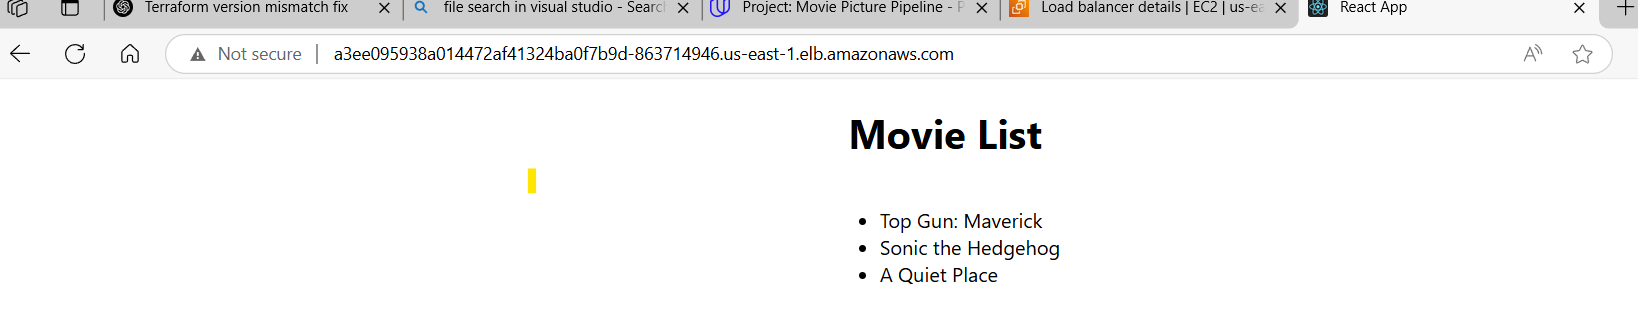 Terraform version mismatch fix
file search in visual studio - Searc
Project: Movie Picture Pipeline - P
Load balancer details | EC2 | us-ea
React App
Not secure
a3ee095938a014472af41324ba0f7b9d-863714946.us-east-1.elb.amazonaws.com
Movie List
Top Gun: Maverick
Sonic the Hedgehog
A Quiet Place